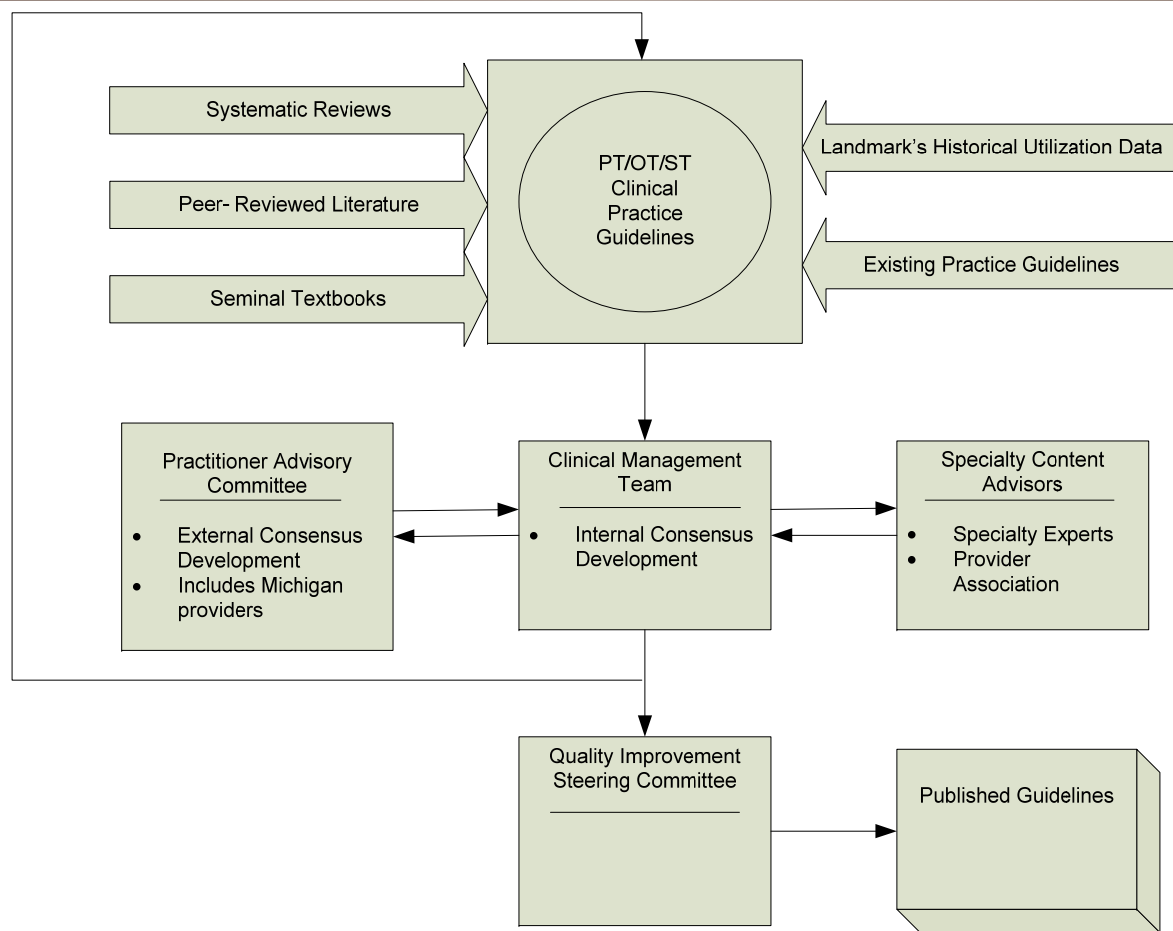 Systematic Reviews
Peer- Reviewed Literature
Seminal Textbooks
PT/OT/ST
Clinical
Practice
Guidelines
Landmark's Historical Utilization Data
Existing Practice Guidelines
Practitioner Advisory
Committee
• External Consensus
Development
• Includes Michigan
providers
Clinical Management
Team
• Internal Consensus
Development
Specialty Content
Advisors
• Specialty Experts
• Provider
Association
Quality Improvement
Steering Committee
Published Guidelines